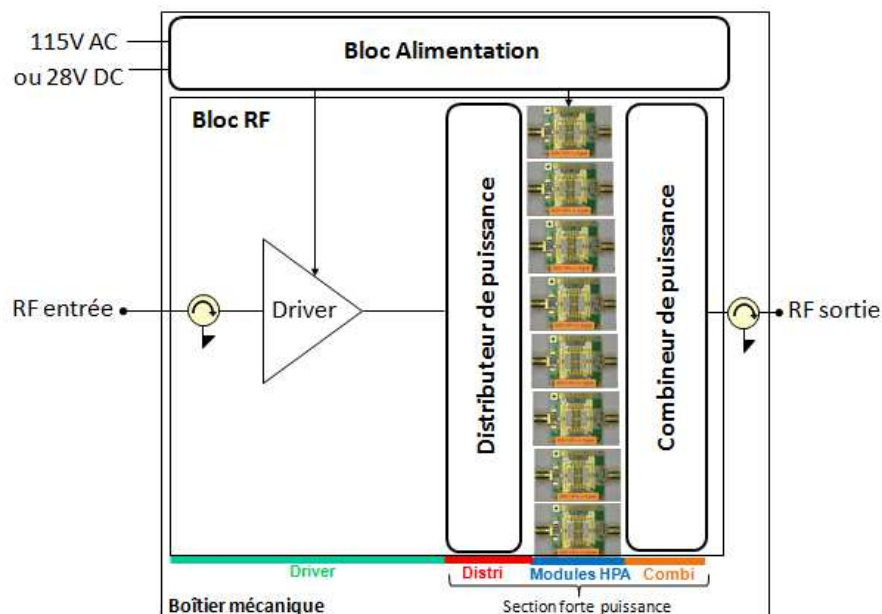 115V AC
ou 28V DC
Bloc Alimentation
Bloc RF
RF entrée
Driver
Distributeur de puissance
Combineur de puissance
RF sortie
Driver
Distri
Modules HPA
Combi
Boîtier mécanique
Section forte puissance